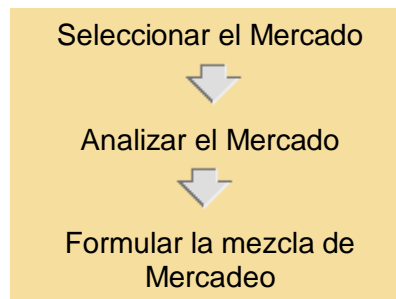 Seleccionar el Mercado
Analizar el Mercado
Formular la mezcla de
Mercadeo